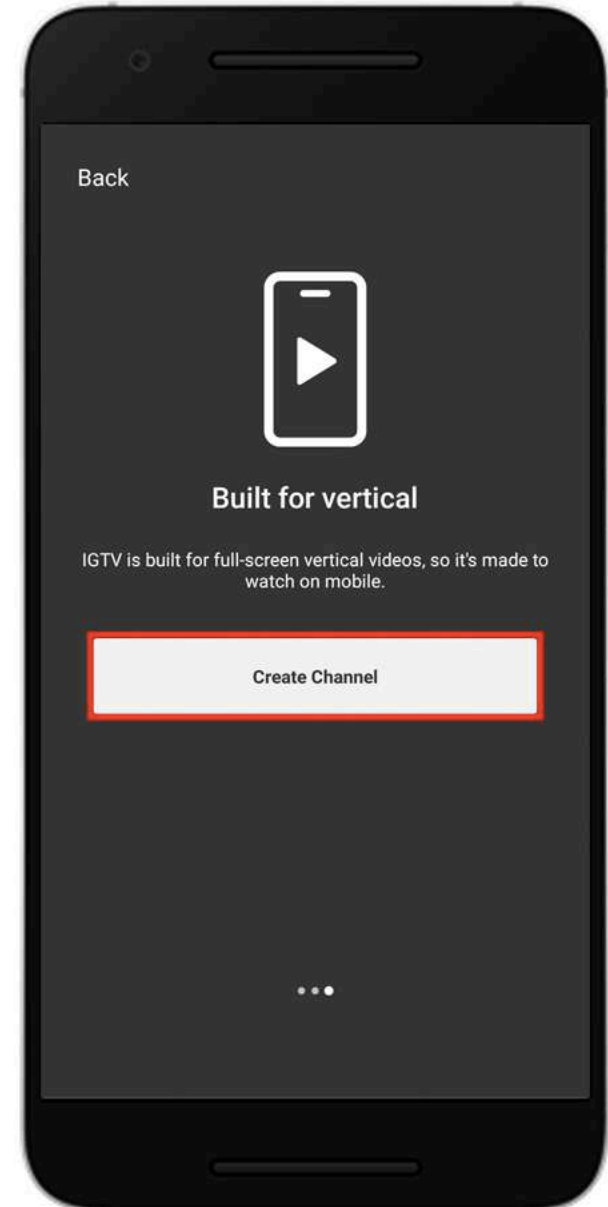 Back
Built for vertical
IGTV is built for full-screen vertical videos, so it's made to
watch on mobile.
Create Channel